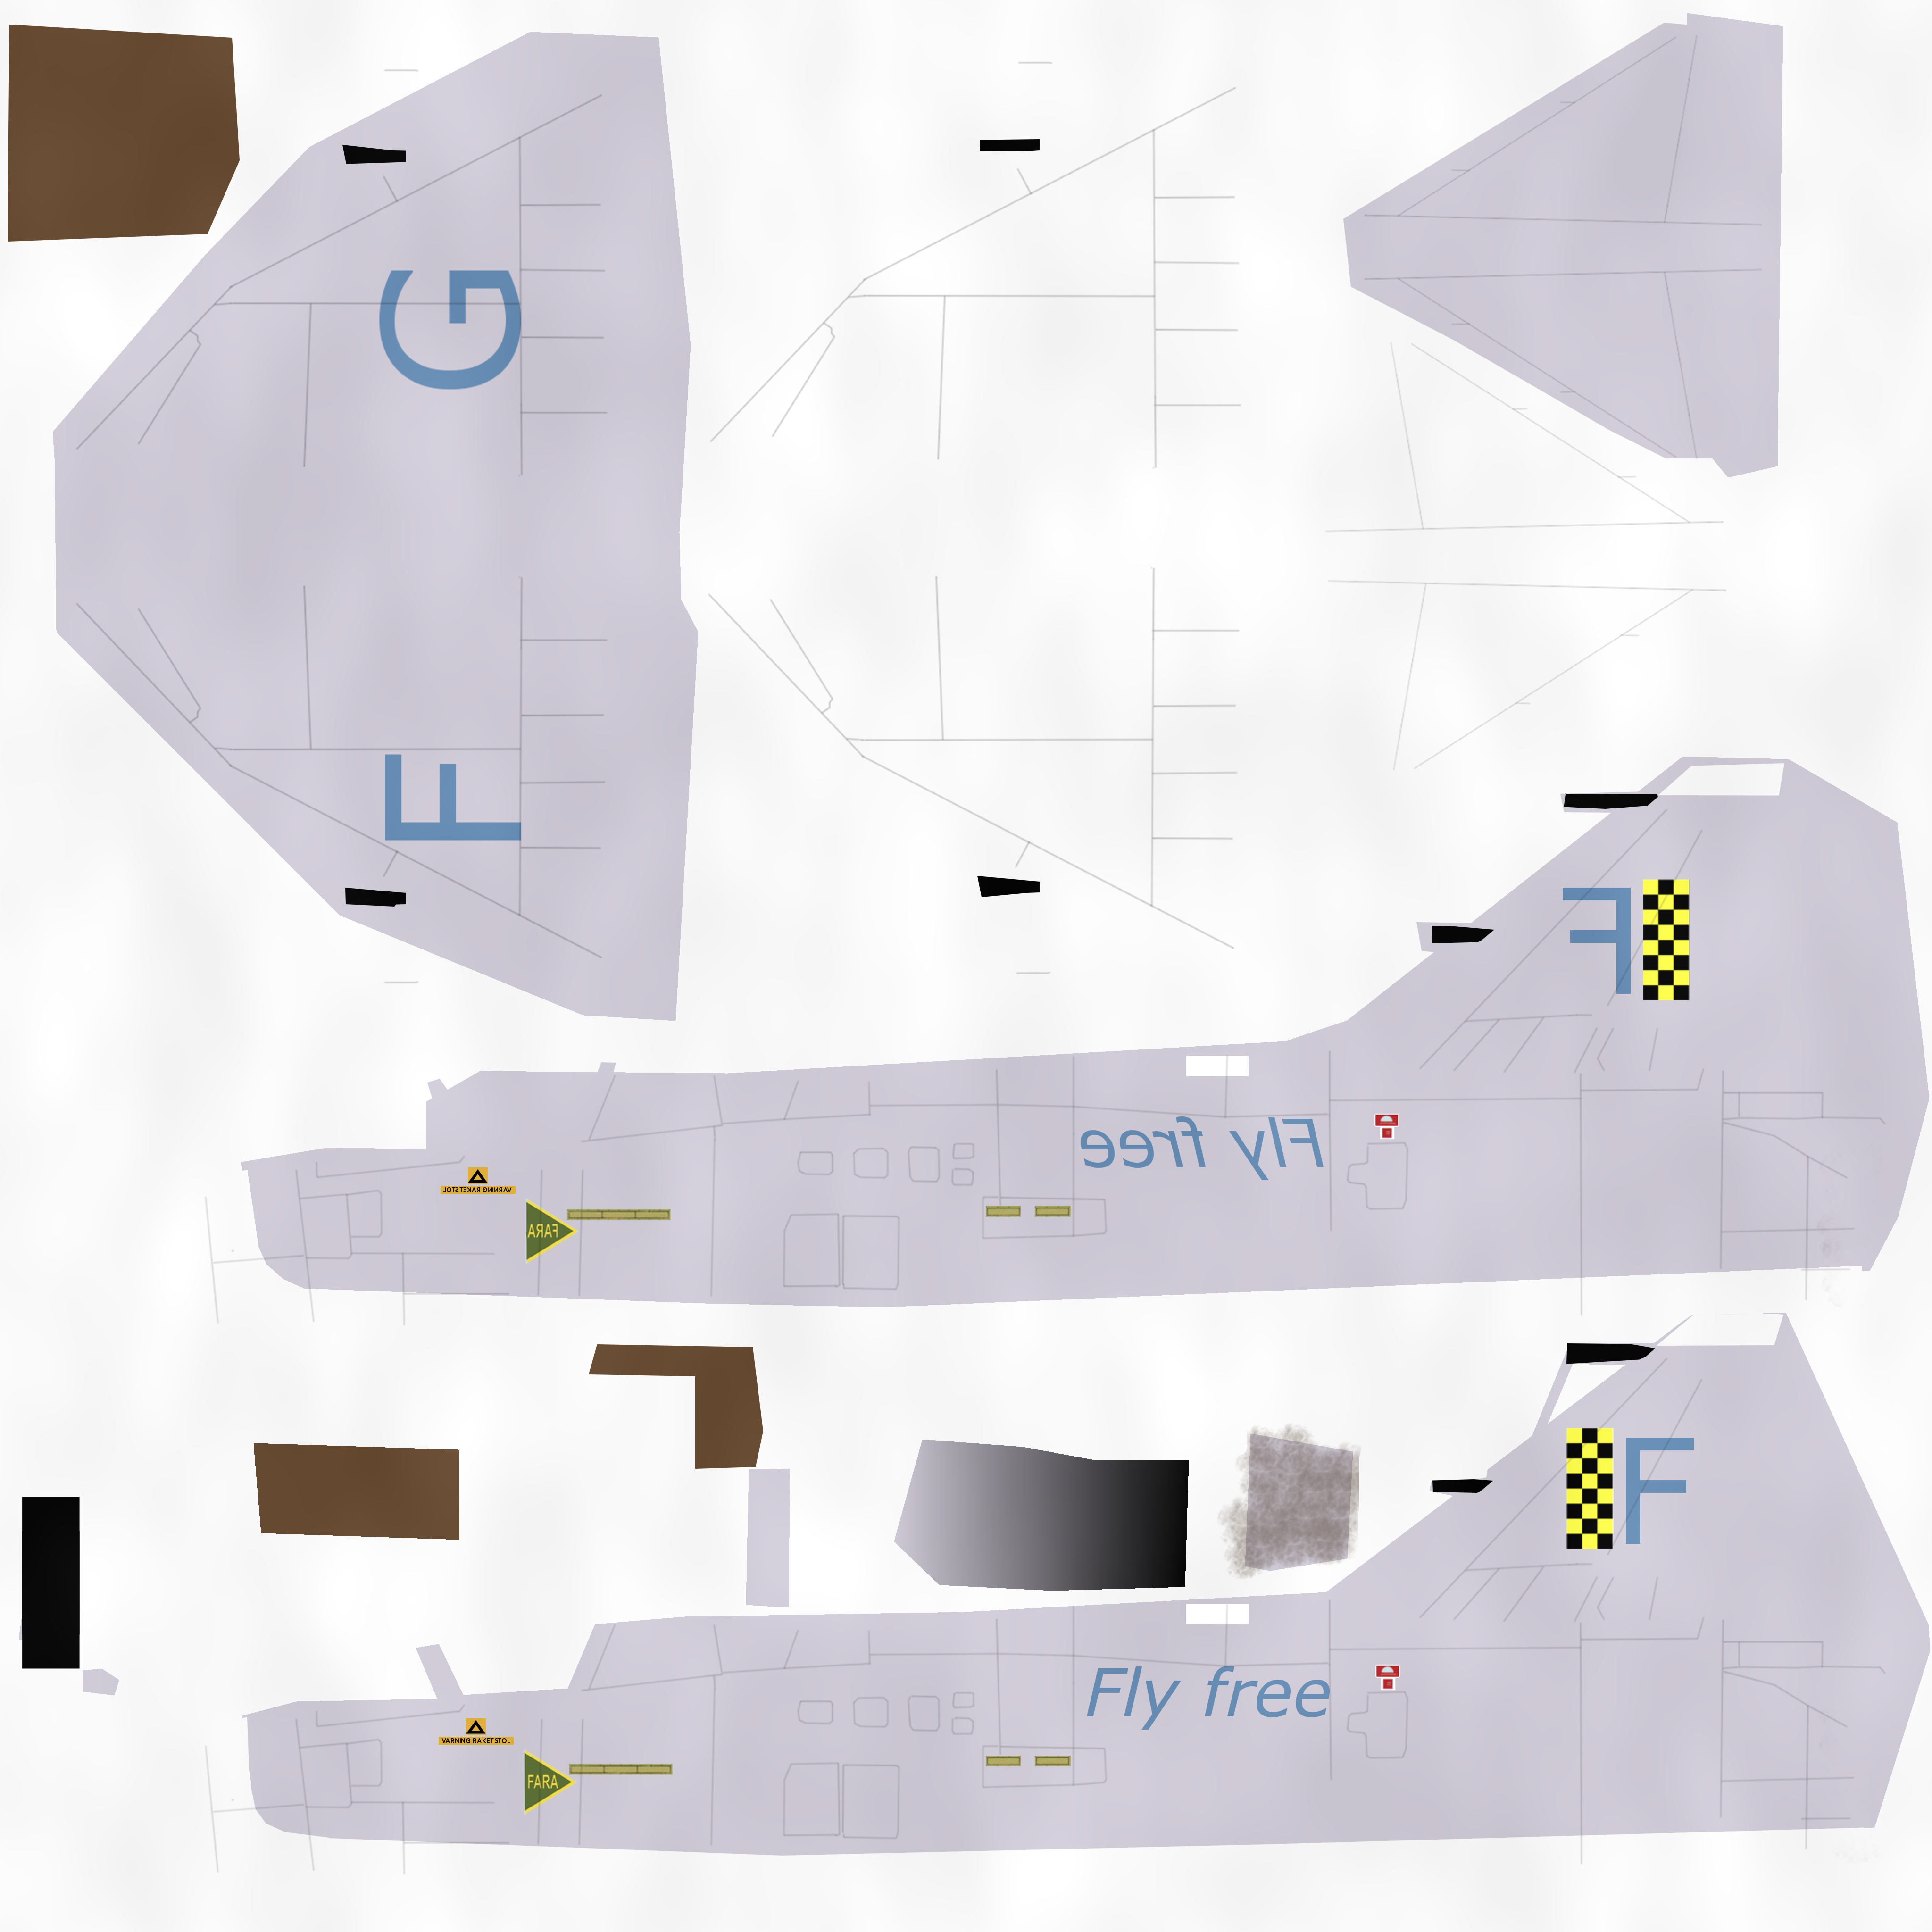 G
F
F
Fly free
VARNING RAKETSTOL
FARA
F
Fly free
VARNING RAKETSTOL
FARA